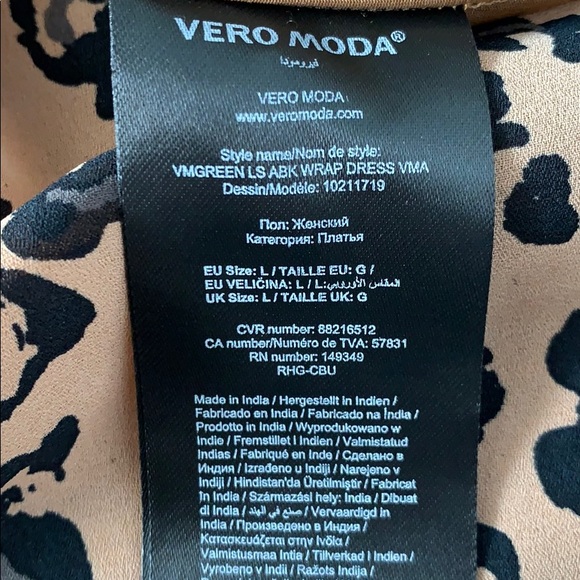 VERO MODA®
فيرومودا
VERO MODA
www.veromoda.com
Style name/Nom de style:
VMGREEN LS ABK WRAP DRESS VMA
Dessin/Modèle: 10211719
Пол: Женский
Категория: Платья
EU Size: L / TAILLE EU: G /
EU VELIČINA: L / L:المقاس الأوروبي
UK Size: L / TAILLE UK: G
CVR number: 88216512
CA number/Numéro de TVA: 57831
RN number: 149349
RHG-CBU
Made in India / Hergestellt in Indien /
Fabricado en India / Fabricado na Índia /
Prodotto in India / Wyprodukowano w
Indie / Fremstillet i Indien / Valmistatud
Indias / Fabriqué en Inde / Сделано в
Индия / Izrađeno u Indiji / Narejeno v
Indiji / Hindistan'da Üretilmiştir / Fabricat
în India / Származási hely: India / Dibuat
di India / صنع في الهند / Vervaardigd in
India / Произведено в Индия /
Κατασκευάζεται στην Ινδία /
Valmistusmaa Intia / Tillverkad i Indien /
Vyrobeno v Indii / Ražots Indija /